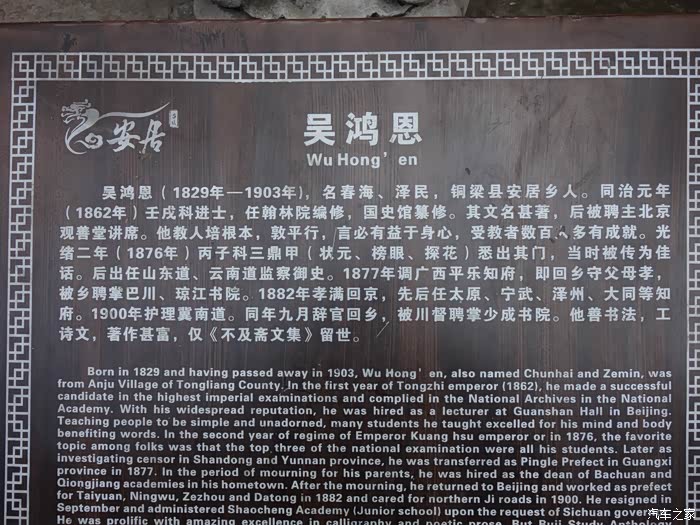 安居
吴鸿恩
Wu Hong'en
吴鸿恩（1829年—1903年），名春海、泽民，铜梁县安居乡人。同治元年
（1862年）壬戌科进士，任翰林院编修，国史馆纂修。其文名甚著，后被聘主北京
观善堂讲席。他教人培根本，敦平行，言必有益于身心，受教者数百人多有成就。光
绪二年（1876年）丙子科三鼎甲（状元、榜眼、探花）悉出其门，当时被传为佳
话。后出任山东道、云南道监察御史。1877年调广西平乐知府，即回乡守父母孝，
被乡聘掌巴川、琼江书院。1882年孝满回京，先后任太原、宁武、泽州、大同等知
府。1900年护理冀南道。同年九月辞官回乡，被川督聘掌少成书院。他善书法，工
诗文，著作甚富，仅《不及斋文集》留世。
Born in 1829 and having passed away in 1903, Wu Hong'en, also named Chunhai and Zemin, was
from Anju Village of Tongliang County. In the first year of Tongzhi emperor (1862), he made a successful
candidate in the highest imperial examinations and complied in the National Archives in the National
Academy. With his widespread reputation, he was hired as a lecturer at Guanshan Hall in Beijing.
Teaching people to be simple and unadorned, many students he taught excelled for his mind and body
benefiting words. In the second year of regime of Emperor Kuang hsu emperor or in 1876, the favorite
topic among folks was that the top three of the national examination were all his students. Later as
investigating censor in Shandong and Yunnan province, he was transferred as Pingle Prefect in Guangxi
province in 1877. In the period of mourning for his parents, he was hired as the dean of Bachuan and
Qiongjiang academies in his hometown. After the mourning, he returned to Beijing and worked as prefect
for Taiyuan, Ningwu, Zezhou and Datong in 1882 and cared for northern Ji roads in 1900. He resigned in
September and administered Shaocheng Academy (Junior school) upon the request of Sichuan gover
He was prolific with amazing excellence in calligraphy and poetic prose. But Buji Study
汽车之家